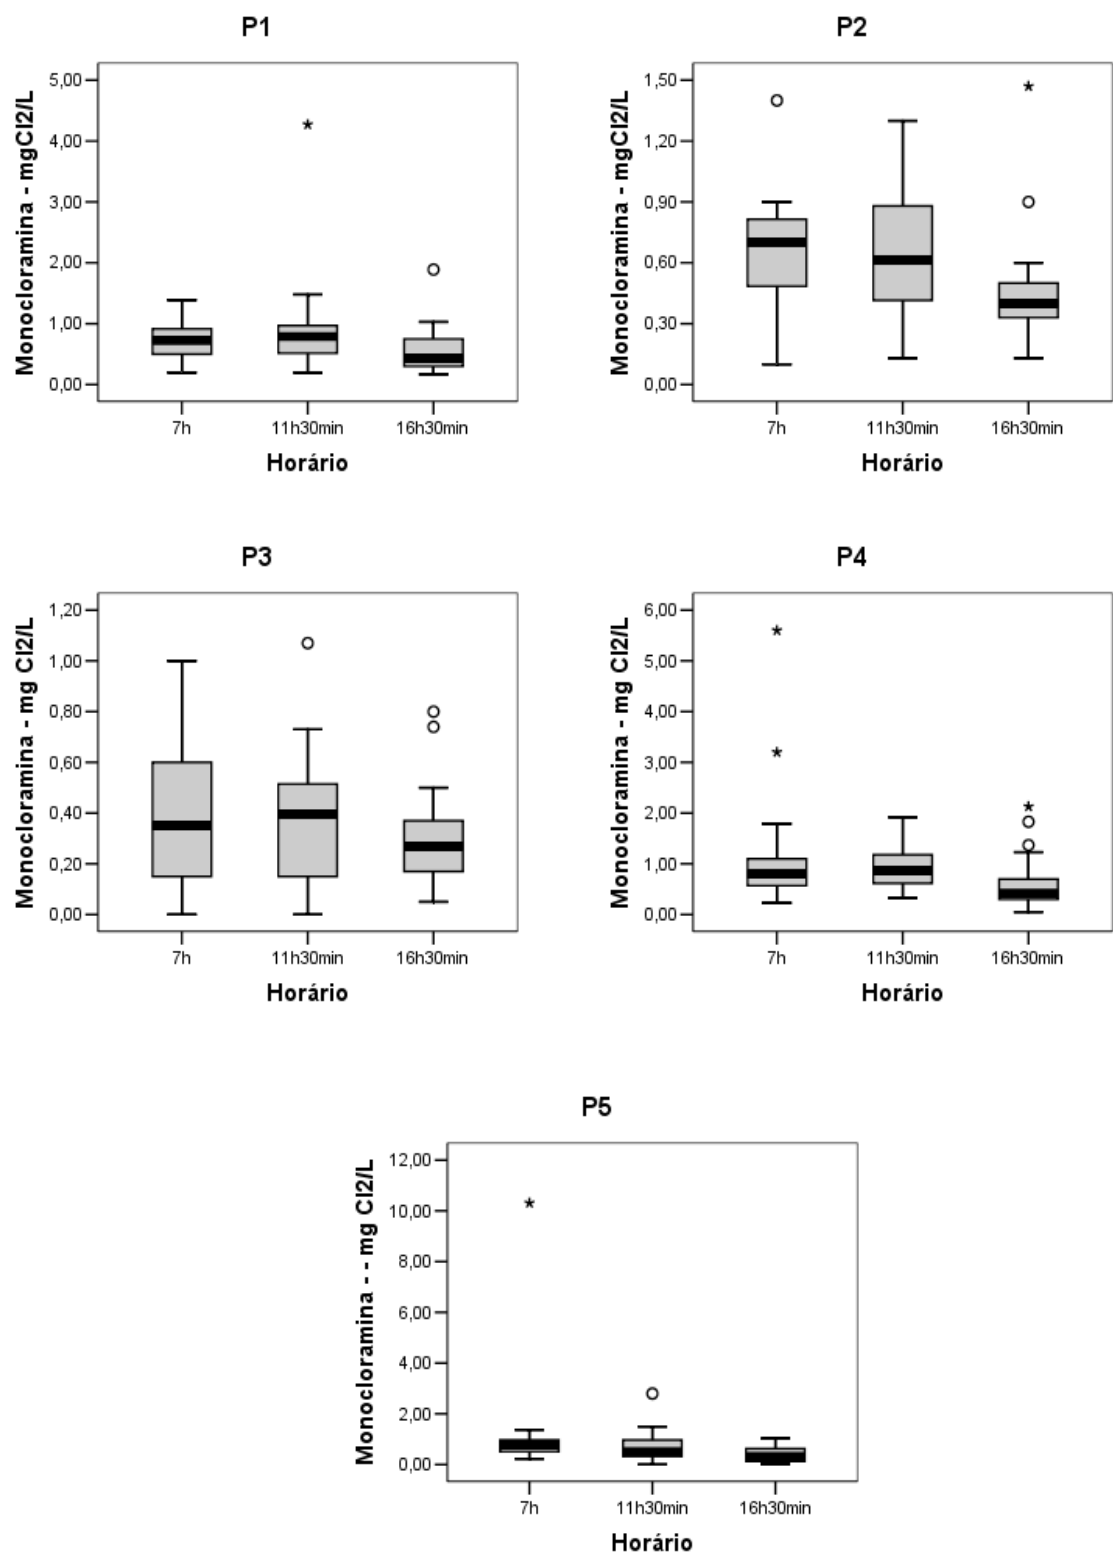 P1
Monocloramina - mgCl2/L
5,00
4,00
3,00
2,00
1,00
0,00
7h 11h30min 16h30min
Horário
P2
Monocloramina - mgCl2/L
1,50
1,20
0,90
0,60
0,30
0,00
7h 11h30min 16h30min
Horário
P3
Monocloramina - mg Cl2/L
1,20
1,00
0,80
0,60
0,40
0,20
0,00
7h 11h30min 16h30min
Horário
P4
Monocloramina - mg Cl2/L
6,00
5,00
4,00
3,00
2,00
1,00
0,00
7h 11h30min 16h30min
Horário
P5
Monocloramina - - mg Cl2/L
12,00
10,00
8,00
6,00
4,00
2,00
0,00
7h 11h30min 16h30min
Horário